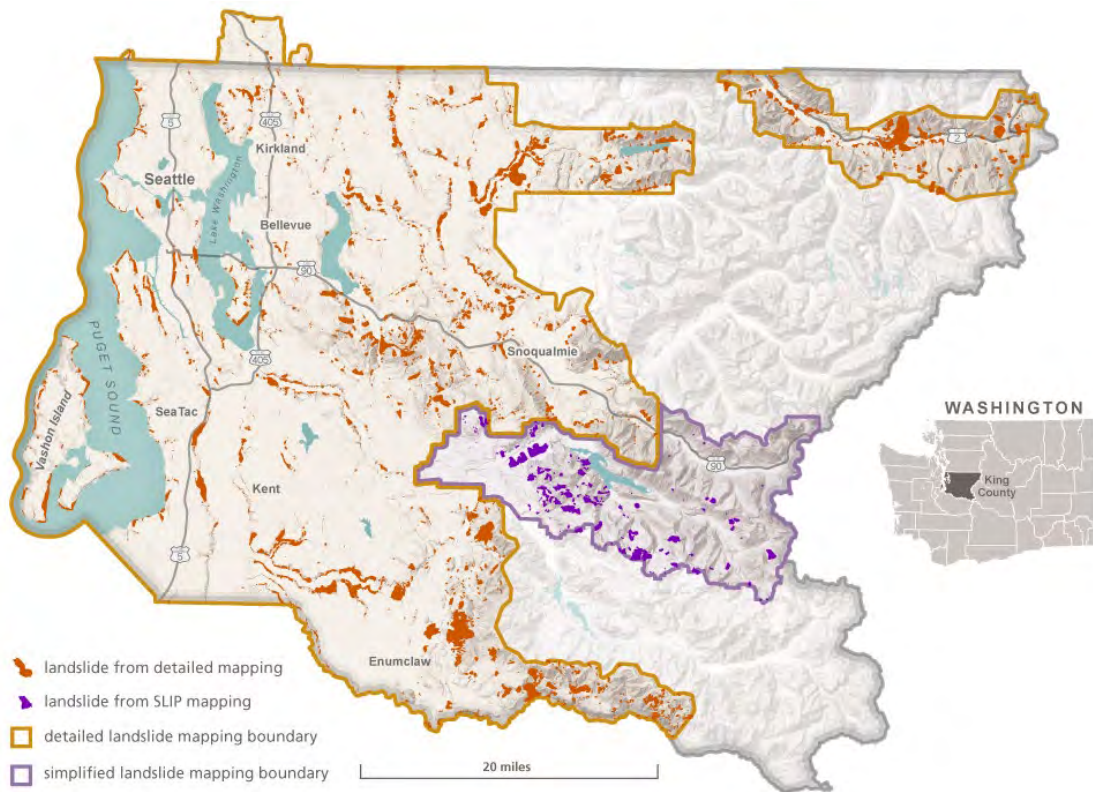 5
405
2
Kirkland
Seattle
Lake Washington
Bellevue
90
PUGET SOUND
Snoqualmie
405
Vashon Island
SeaTac
WASHINGTON
90
King
County
Kent
5
Enumclaw
landslide from detailed mapping
landslide from SLIP mapping
detailed landslide mapping boundary
simplified landslide mapping boundary
20 miles